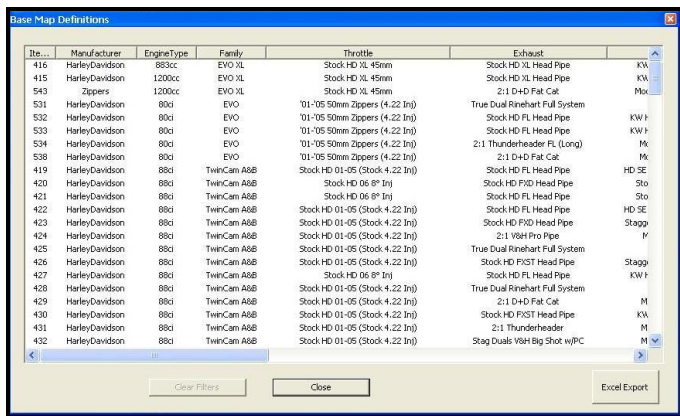 Base Map Definitions
Ite... Manufacturer EngineType Family Throttle Exhaust
416 HarleyDavidson 883cc EVO XL Stock HD XL 45mm Stock HD XL Head Pipe KW
415 HarleyDavidson 1200cc EVO XL Stock HD XL 45mm Stock HD XL Head Pipe KW
543 Zippers 1200cc EVO XL Stock HD XL 45mm 2:1 D+D Fat Cat Moc
531 HarleyDavidson 80ci EVO '01-'05 50mm Zippers (4.22 Inj) True Dual Rinehart Full System
532 HarleyDavidson 80ci EVO '01-'05 50mm Zippers (4.22 Inj) Stock HD FL Head Pipe KW H
533 HarleyDavidson 80ci EVO '01-'05 50mm Zippers (4.22 Inj) Stock HD FL Head Pipe KW H
534 HarleyDavidson 80ci EVO '01-'05 50mm Zippers (4.22 Inj) 2:1 Thunderheader FL (Long) Mc
538 HarleyDavidson 80ci EVO '01-'05 50mm Zippers (4.22 Inj) 2:1 D+D Fat Cat Mc
419 HarleyDavidson 88ci TwinCam A&B Stock HD 01-05 (Stock 4.22 Inj) Stock HD FL Head Pipe HD SE
420 HarleyDavidson 88ci TwinCam A&B Stock HD 06 8° Inj Stock HD FXD Head Pipe Sto
421 HarleyDavidson 88ci TwinCam A&B Stock HD 06 8° Inj Stock HD FL Head Pipe Sto
422 HarleyDavidson 88ci TwinCam A&B Stock HD 01-05 (Stock 4.22 Inj) Stock HD FL Head Pipe HD SE
423 HarleyDavidson 88ci TwinCam A&B Stock HD 01-05 (Stock 4.22 Inj) Stock HD FXD Head Pipe Stagg
424 HarleyDavidson 88ci TwinCam A&B Stock HD 01-05 (Stock 4.22 Inj) 2:1 V&H Pro Pipe M
425 HarleyDavidson 88ci TwinCam A&B Stock HD 01-05 (Stock 4.22 Inj) True Dual Rinehart Full System
426 HarleyDavidson 88ci TwinCam A&B Stock HD 01-05 (Stock 4.22 Inj) Stock HD FXST Head Pipe Stagg
427 HarleyDavidson 88ci TwinCam A&B Stock HD 06 8° Inj Stock HD FL Head Pipe KW H
428 HarleyDavidson 88ci TwinCam A&B Stock HD 01-05 (Stock 4.22 Inj) True Dual Rinehart Full System
429 HarleyDavidson 88ci TwinCam A&B Stock HD 01-05 (Stock 4.22 Inj) 2:1 D+D Fat Cat M
430 HarleyDavidson 88ci TwinCam A&B Stock HD 01-05 (Stock 4.22 Inj) Stock HD FXST Head Pipe KW
431 HarleyDavidson 88ci TwinCam A&B Stock HD 01-05 (Stock 4.22 Inj) 2:1 Thunderheader M
432 HarleyDavidson 88ci TwinCam A&B Stock HD 01-05 (Stock 4.22 Inj) Stag Duals V&H Big Shot w/PC M
Clear Filters Close Excel Export